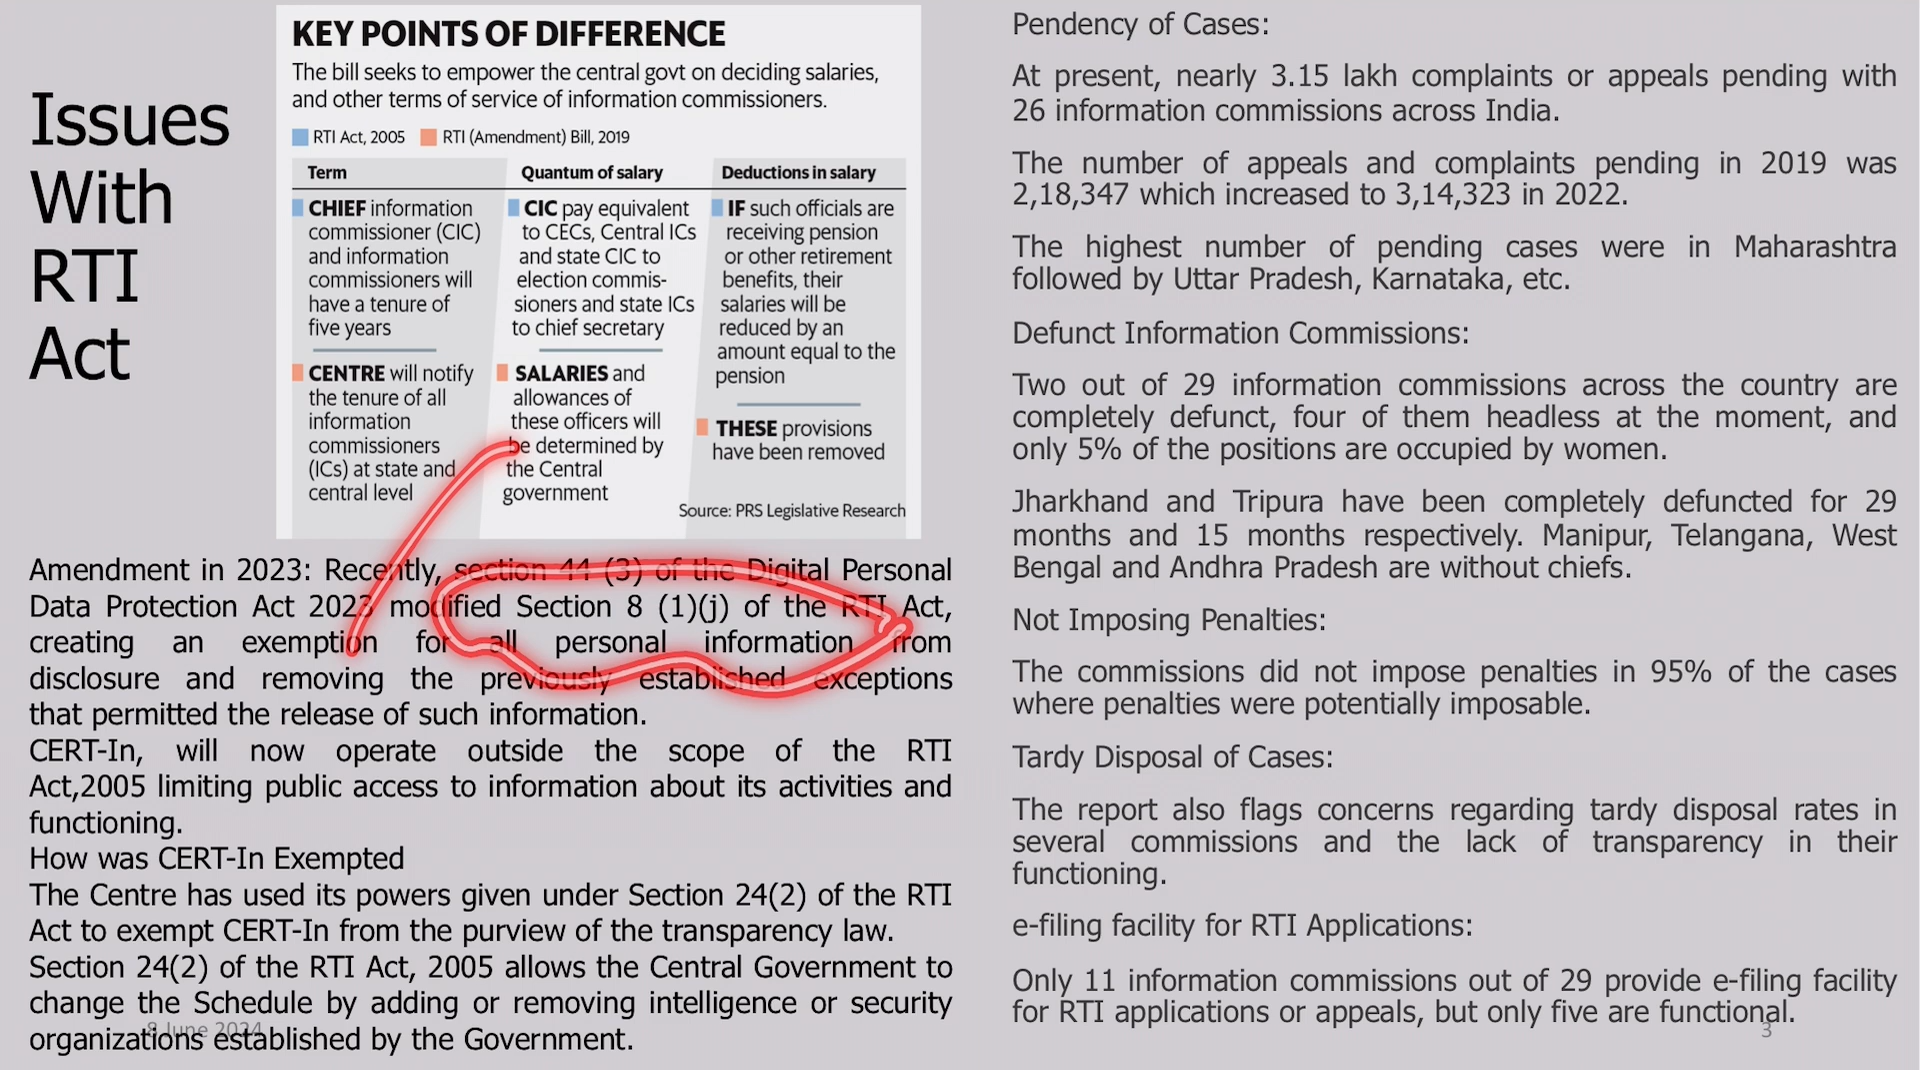 Issues
With
RTI
Act
KEY POINTS OF DIFFERENCE
The bill seeks to empower the central govt on deciding salaries,
and other terms of service of information commissioners.
RTI Act, 2005 RTI (Amendment) Bill, 2019
Term
CHIEF information
commissioner (CIC)
and information
commissioners will
have a tenure of
five years
CENTRE will notify
the tenure of all
information
commissioners
(ICs) at state and
central level
Quantum of salary
CIC pay equivalent
to CECs, Central ICs
and state CIC to
election commis-
sioners and state ICs
to chief secretary
SALARIES and
allowances of
these officers will
be determined by
the Central
government
Deductions in salary
IF such officials are
receiving pension
or other retirement
benefits, their
salaries will be
reduced by an
amount equal to the
pension
THESE provisions
have been removed
Source: PRS Legislative Research
Amendment in 2023: Recently, section 44 (3) of the Digital Personal
Data Protection Act 2023 modified Section 8 (1)(j) of the RTI Act,
creating an exemption for all personal information from
disclosure and removing the previously established exceptions
that permitted the release of such information.
CERT-In, will now operate outside the scope of the RTI
Act,2005 limiting public access to information about its activities and
functioning.
How was CERT-In Exempted
The Centre has used its powers given under Section 24(2) of the RTI
Act to exempt CERT-In from the purview of the transparency law.
Section 24(2) of the RTI Act, 2005 allows the Central Government to
change the Schedule by adding or removing intelligence or security
organizations established by the Government.
8 June 2024
Pendency of Cases:
At present, nearly 3.15 lakh complaints or appeals pending with
26 information commissions across India.
The number of appeals and complaints pending in 2019 was
2,18,347 which increased to 3,14,323 in 2022.
The highest number of pending cases were in Maharashtra
followed by Uttar Pradesh, Karnataka, etc.
Defunct Information Commissions:
Two out of 29 information commissions across the country are
completely defunct, four of them headless at the moment, and
only 5% of the positions are occupied by women.
Jharkhand and Tripura have been completely defuncted for 29
months and 15 months respectively. Manipur, Telangana, West
Bengal and Andhra Pradesh are without chiefs.
Not Imposing Penalties:
The commissions did not impose penalties in 95% of the cases
where penalties were potentially imposable.
Tardy Disposal of Cases:
The report also flags concerns regarding tardy disposal rates in
several commissions and the lack of transparency in their
functioning.
e-filing facility for RTI Applications:
Only 11 information commissions out of 29 provide e-filing facility
for RTI applications or appeals, but only five are functional.
3